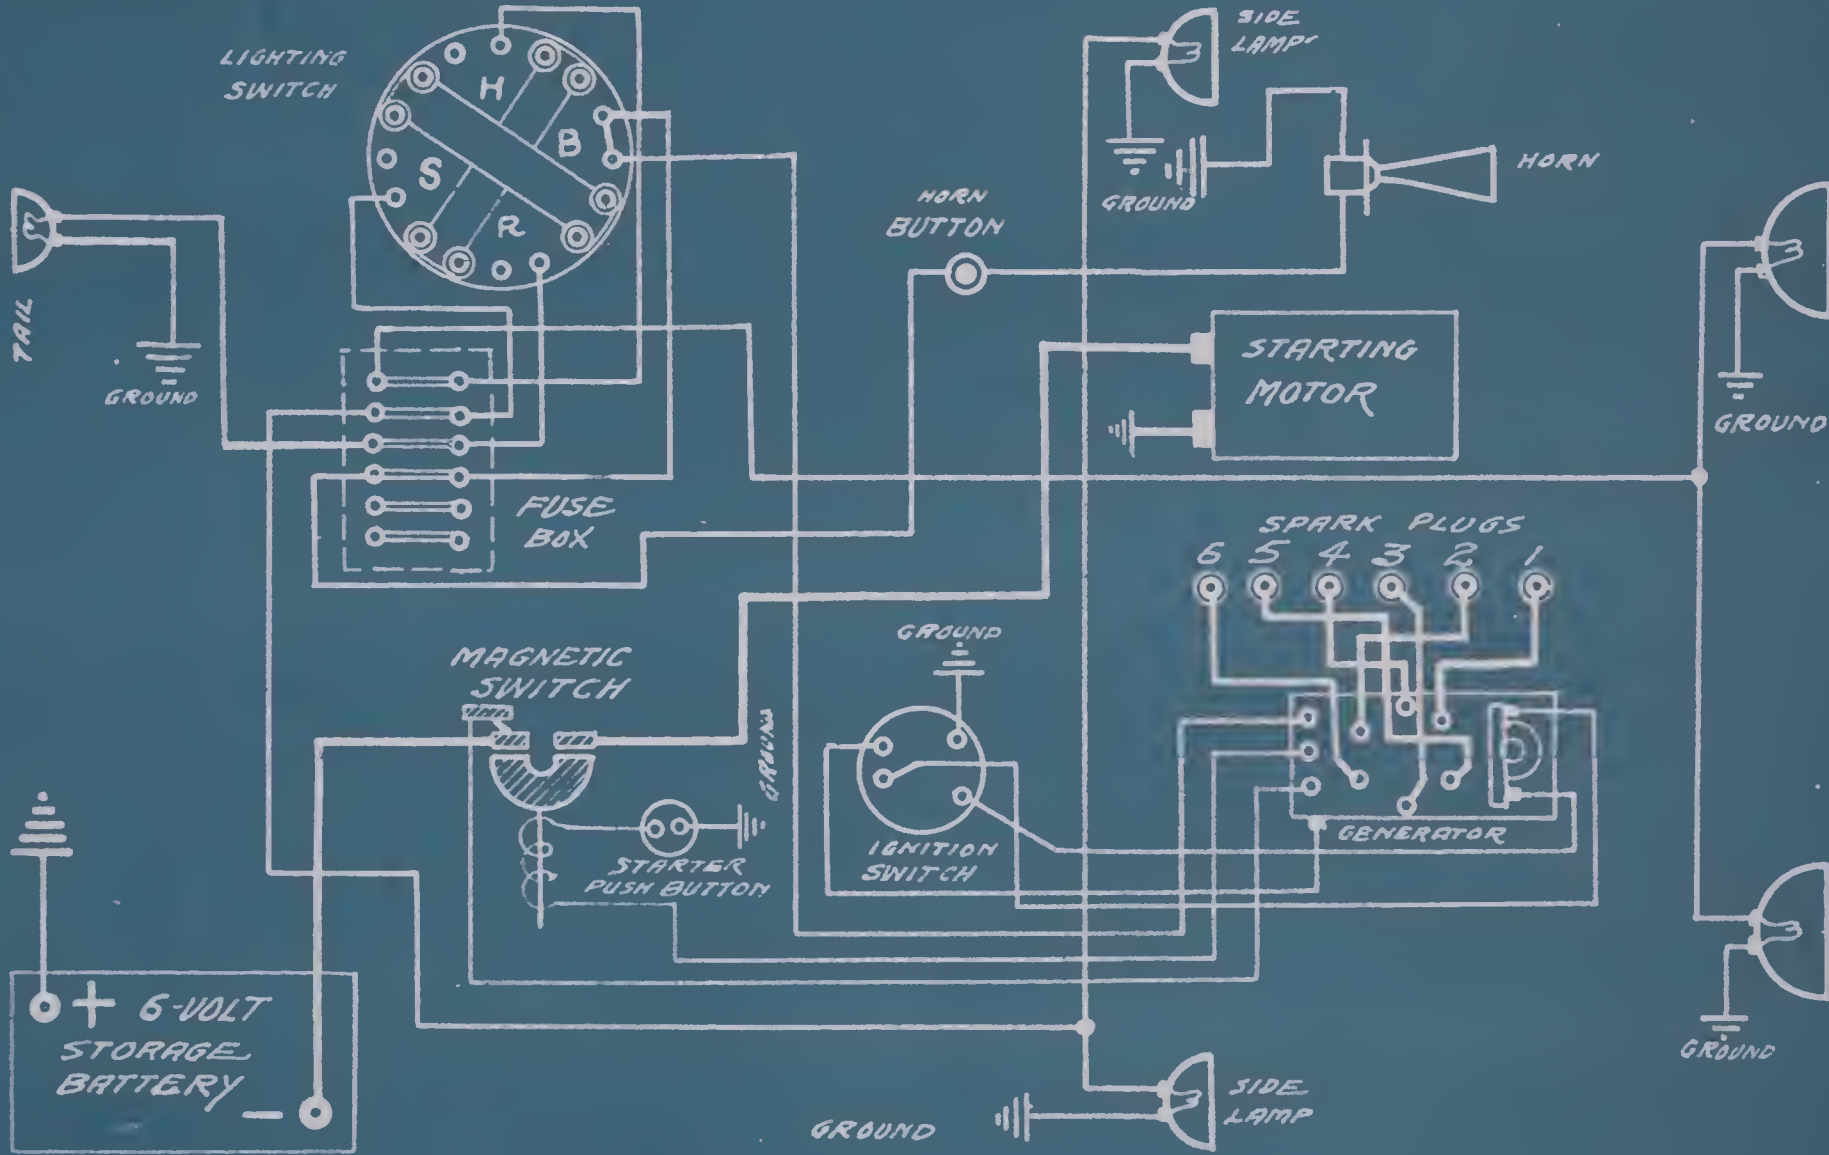 LIGHTING
SWITCH
H
B
S
R
SIDE
LAMP
GROUND
HORN
HORN
BUTTON
TAIL
GROUND
STARTING
MOTOR
GROUND
FUSE
BOX
SPARK PLUGS
6 5 4 3 2 1
MAGNETIC
SWITCH
GROUND
GROUND
STARTER
PUSH BUTTON
IGNITION
SWITCH
GENERATOR
+ 6-VOLT
STORAGE
BATTERY
-
GROUND
SIDE
LAMP
GROUND